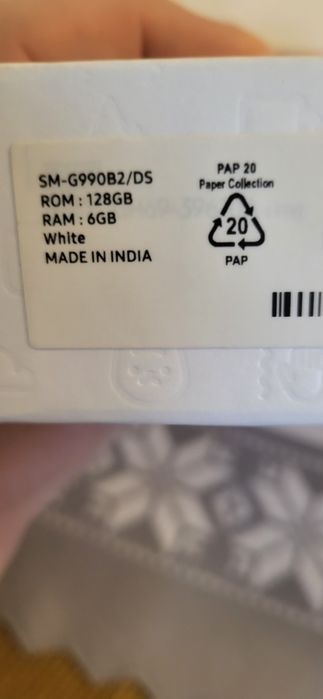 SM-G990B2/DS
ROM : 128GB
RAM : 6GB
White
MADE IN INDIA
PAP 20
Paper Collection
20
PAP